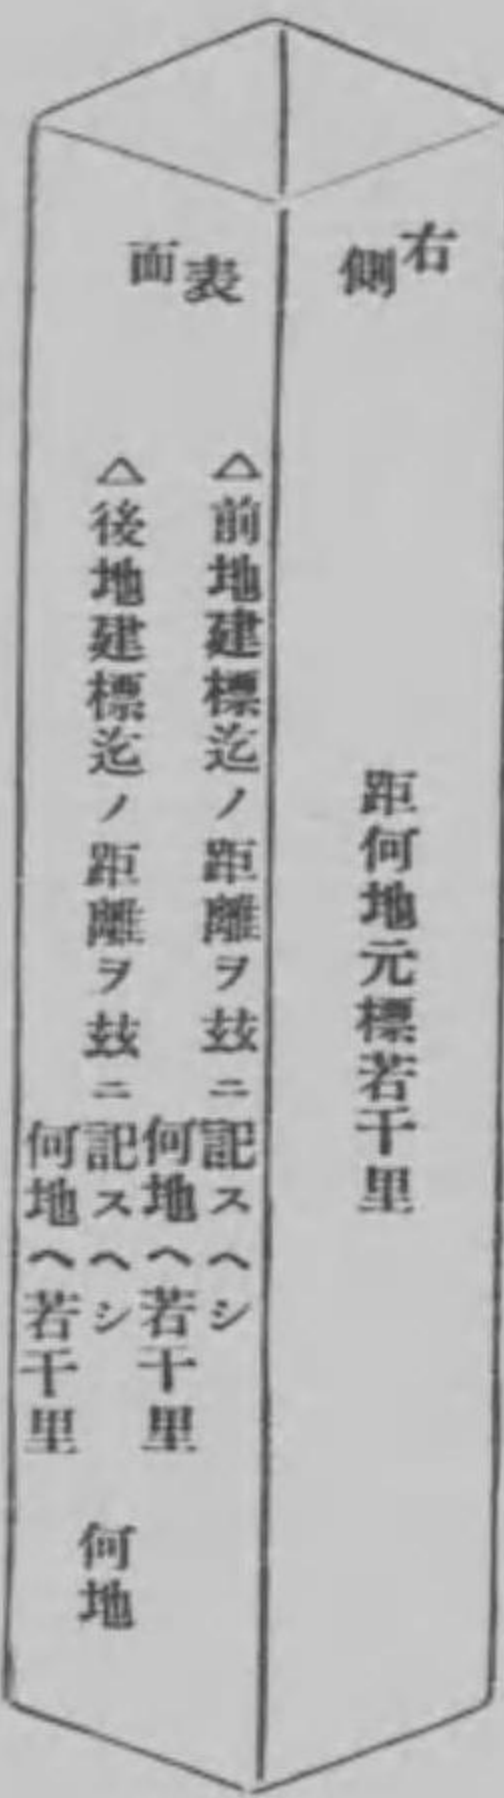 右側
距何地元標若干里
表面
△前地建標迄ノ距離ヲ玆ニ記スヘシ
何地ヘ若干里
△後地建標迄ノ距離ヲ玆ニ記スヘシ
何地ヘ若干里
何地